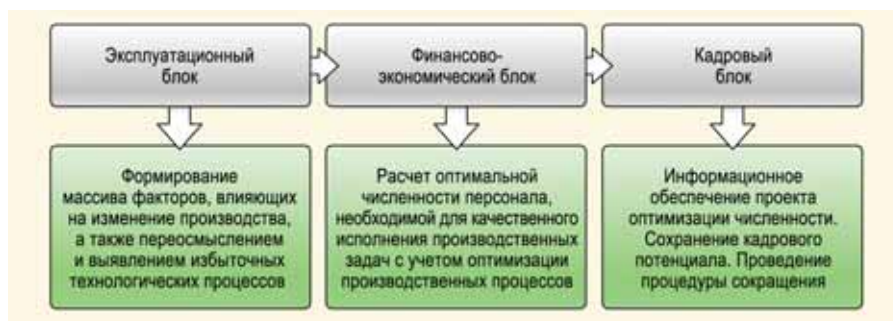 Эксплуатационный
блок
Финансово-
экономический блок
Кадровый
блок
Формирование
массива факторов, влияющих
на изменение производства,
а также переосмыслением
и выявлением избыточных
технологических процессов
Расчет оптимальной
численности персонала,
необходимой для качественного
исполнения производственных
задач с учетом оптимизации
производственных процессов
Информационное
обеспечение проекта
оптимизации численности.
Сохранение кадрового
потенциала. Проведение
процедуры сокращения